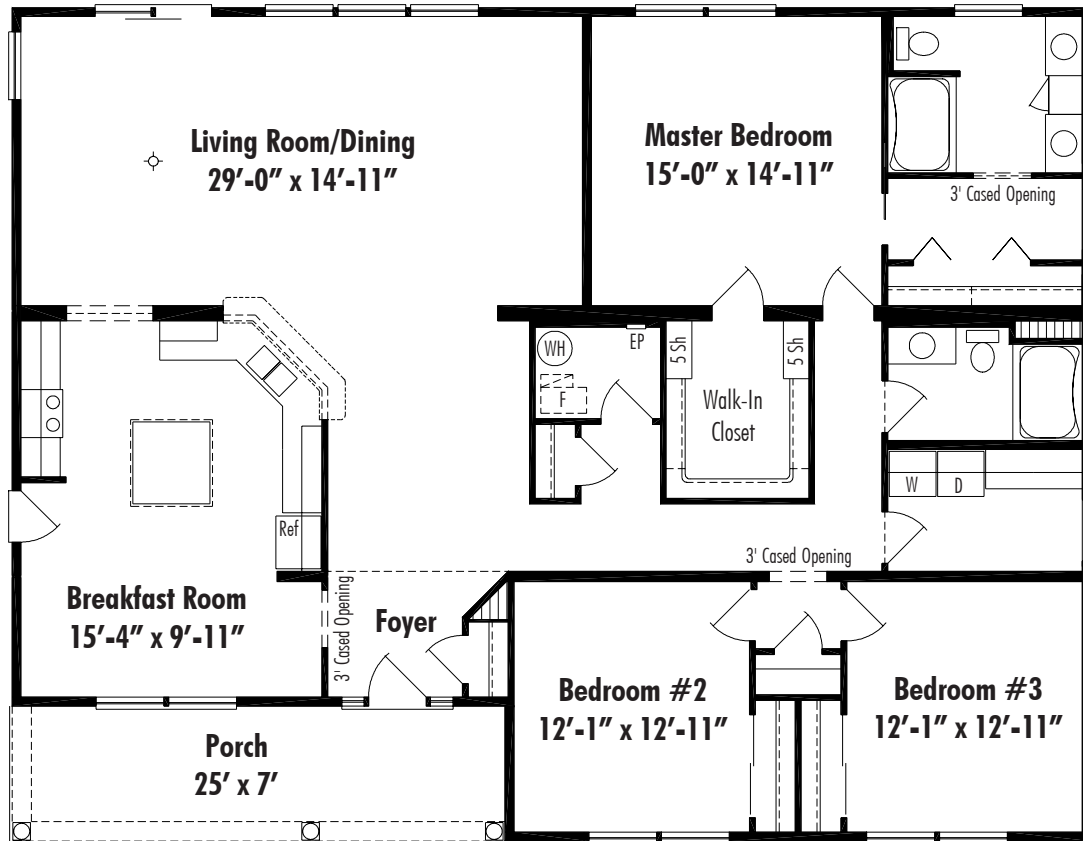 Living Room/Dining
29’-0” x 14’-11”
Master Bedroom
15’-0” x 14’-11”
3' Cased Opening
WH
EP
F
5 Sh
5 Sh
Walk-In
Closet
W
D
Ref
3' Cased Opening
Breakfast Room
15’-4” x 9’-11”
3' Cased Opening
Foyer
Bedroom #2
12’-1” x 12’-11”
Bedroom #3
12’-1” x 12’-11”
Porch
25’ x 7’